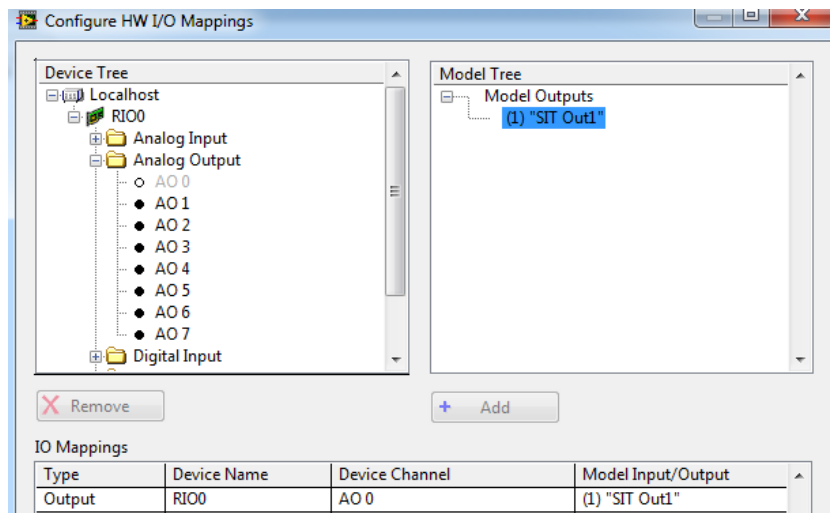 Configure HW I/O Mappings
Device Tree
Localhost
RIO0
Analog Input
Analog Output
AO 0
AO 1
AO 2
AO 3
AO 4
AO 5
AO 6
AO 7
Digital Input
Model Tree
Model Outputs
(1) "SIT Out1"
Remove
Add
IO Mappings
Type Device Name Device Channel Model Input/Output
Output RIO0 AO 0 (1) "SIT Out1"